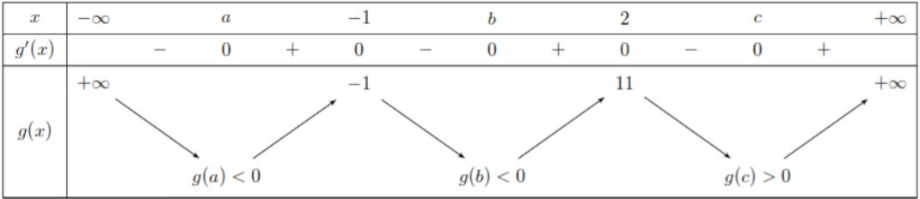 x −∞ a −1 b 2 c +∞
g′(x) − 0 + 0 − 0 + 0 − 0 +
+∞ −1 11 +∞
g(x)
g(a) < 0 g(b) < 0 g(c) > 0